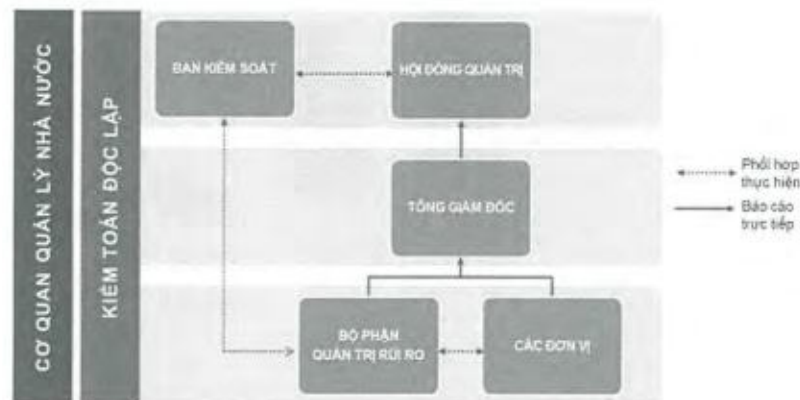 CƠ QUAN QUẢN LÝ NHÀ NƯỚC
KIỂM TOÁN ĐỘC LẬP
BAN KIỂM SOÁT
HỘI ĐỒNG QUẢN TRỊ
TỔNG GIÁM ĐỐC
BỘ PHẬN
QUẢN TRỊ RỦI RO
CÁC ĐƠN VỊ
Phối hợp
thực hiện
Báo cáo
trực tiếp